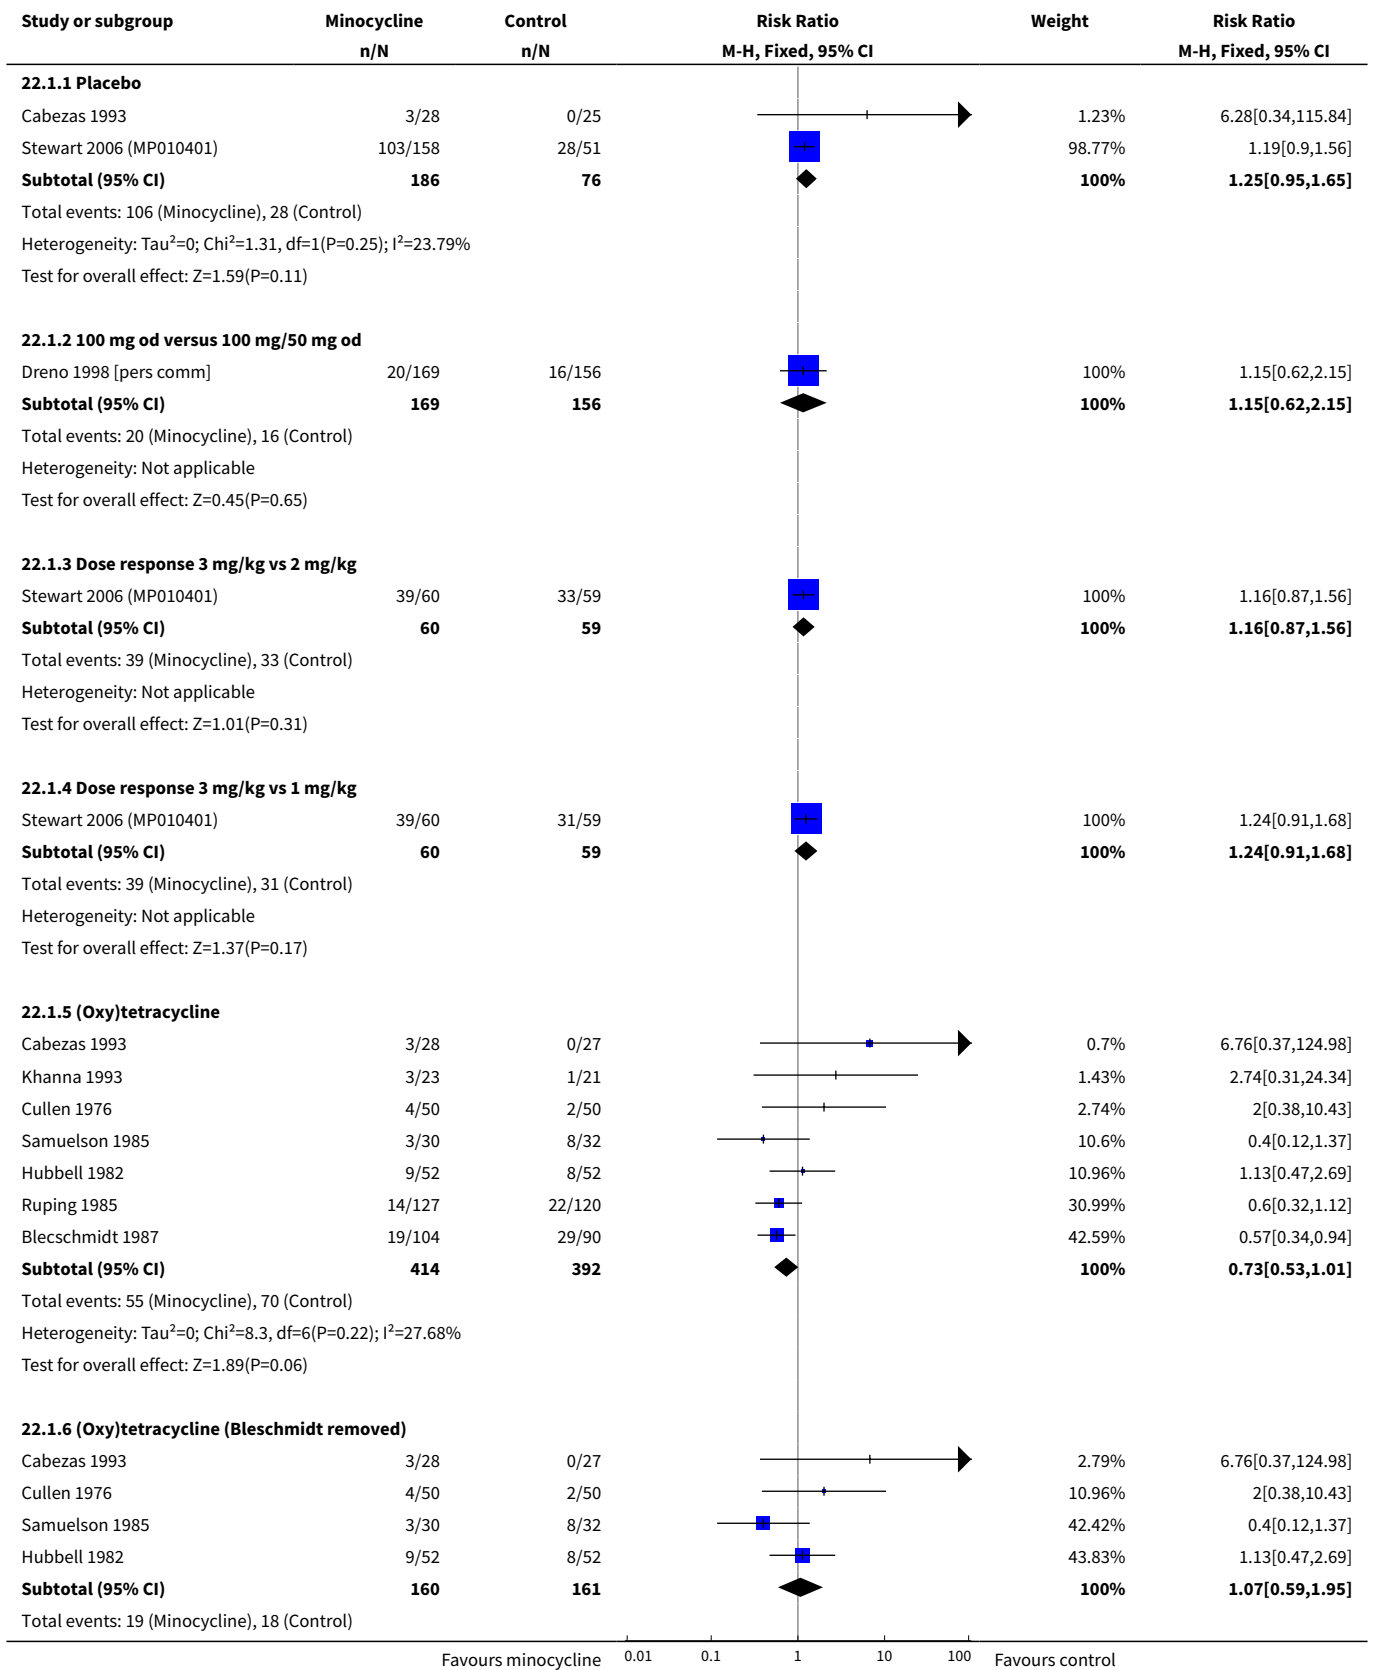 Study or subgroup Minocycline Control Risk Ratio Weight Risk Ratio
n/N n/N M-H, Fixed, 95% CI M-H, Fixed, 95% CI
22.1.1 Placebo
Cabezas 1993 3/28 0/25 1.23% 6.28[0.34,115.84]
Stewart 2006 (MP010401) 103/158 28/51 98.77% 1.19[0.9,1.56]
Subtotal (95% CI) 186 76 100% 1.25[0.95,1.65]
Total events: 106 (Minocycline), 28 (Control)
Heterogeneity: Tau²=0; Chi²=1.31, df=1(P=0.25); I²=23.79%
Test for overall effect: Z=1.59(P=0.11)
22.1.2 100 mg od versus 100 mg/50 mg od
Dreno 1998 [pers comm] 20/169 16/156 100% 1.15[0.62,2.15]
Subtotal (95% CI) 169 156 100% 1.15[0.62,2.15]
Total events: 20 (Minocycline), 16 (Control)
Heterogeneity: Not applicable
Test for overall effect: Z=0.45(P=0.65)
22.1.3 Dose response 3 mg/kg vs 2 mg/kg
Stewart 2006 (MP010401) 39/60 33/59 100% 1.16[0.87,1.56]
Subtotal (95% CI) 60 59 100% 1.16[0.87,1.56]
Total events: 39 (Minocycline), 33 (Control)
Heterogeneity: Not applicable
Test for overall effect: Z=1.01(P=0.31)
22.1.4 Dose response 3 mg/kg vs 1 mg/kg
Stewart 2006 (MP010401) 39/60 31/59 100% 1.24[0.91,1.68]
Subtotal (95% CI) 60 59 100% 1.24[0.91,1.68]
Total events: 39 (Minocycline), 31 (Control)
Heterogeneity: Not applicable
Test for overall effect: Z=1.37(P=0.17)
22.1.5 (Oxy)tetracycline
Cabezas 1993 3/28 0/27 0.7% 6.76[0.37,124.98]
Khanna 1993 3/23 1/21 1.43% 2.74[0.31,24.34]
Cullen 1976 4/50 2/50 2.74% 2[0.38,10.43]
Samuelson 1985 3/30 8/32 10.6% 0.4[0.12,1.37]
Hubbell 1982 9/52 8/52 10.96% 1.13[0.47,2.69]
Ruping 1985 14/127 22/120 30.99% 0.6[0.32,1.12]
Blecschmidt 1987 19/104 29/90 42.59% 0.57[0.34,0.94]
Subtotal (95% CI) 414 392 100% 0.73[0.53,1.01]
Total events: 55 (Minocycline), 70 (Control)
Heterogeneity: Tau²=0; Chi²=8.3, df=6(P=0.22); I²=27.68%
Test for overall effect: Z=1.89(P=0.06)
22.1.6 (Oxy)tetracycline (Bleschmidt removed)
Cabezas 1993 3/28 0/27 2.79% 6.76[0.37,124.98]
Cullen 1976 4/50 2/50 10.96% 2[0.38,10.43]
Samuelson 1985 3/30 8/32 42.42% 0.4[0.12,1.37]
Hubbell 1982 9/52 8/52 43.83% 1.13[0.47,2.69]
Subtotal (95% CI) 160 161 100% 1.07[0.59,1.95]
Total events: 19 (Minocycline), 18 (Control)
Favours minocycline 0.01 0.1 1 10 100 Favours control